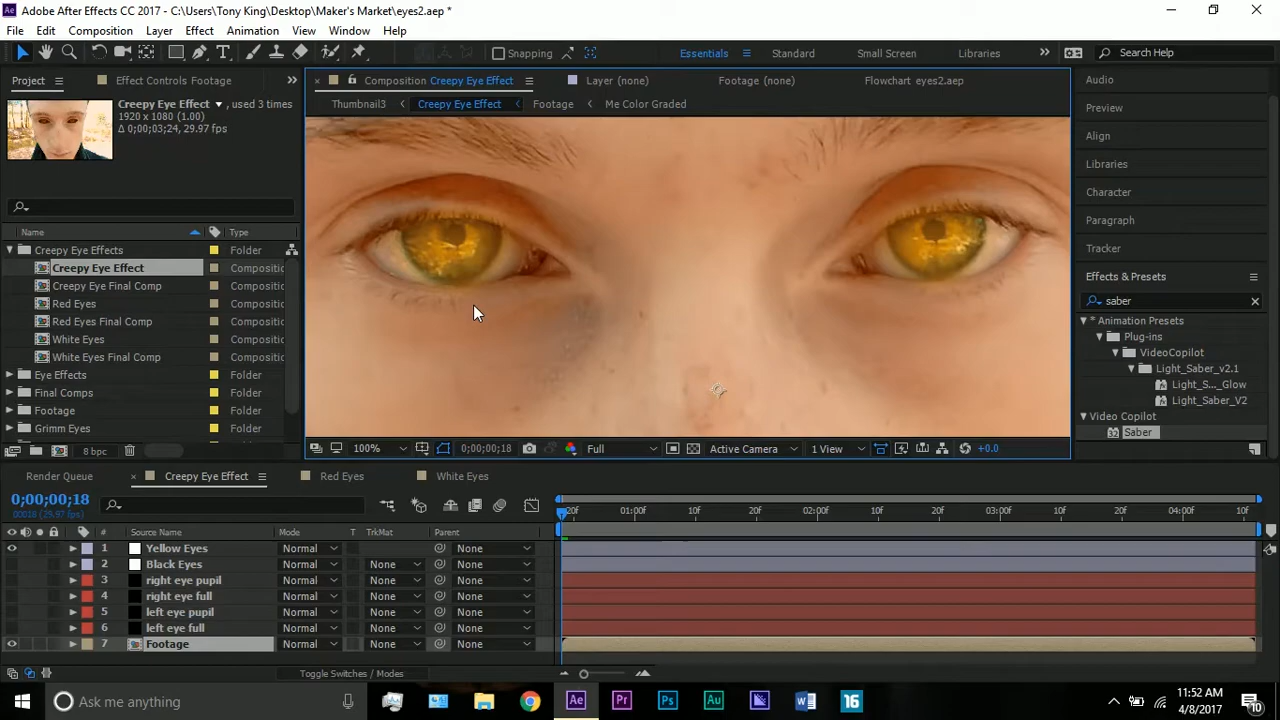 Adobe After Effects CC 2017 - C:\Users\Tony King\Desktop\Maker's Market\eyes2.aep *
File Edit Composition Layer Effect Animation View Window Help
Snapping Essentials Standard Small Screen Libraries Search Help
Project Effect Controls Footage Composition Creepy Eye Effect Layer (none) Footage (none) Flowchart eyes2.aep Audio
Creepy Eye Effect , used 3 times
1920 x 1080 (1.00)
Δ 0;00;03;24, 29.97 fps
Thumbnail3 Creepy Eye Effect Footage Me Color Graded
Preview
Align
Libraries
Character
Paragraph
Tracker
Effects & Presets
saber
* Animation Presets
Plug-ins
VideoCopilot
Light_Saber_v2.1
Light_S..._Glow
Light_Saber_V2
Video Copilot
Saber
Name Type
Creepy Eye Effects Folder
Creepy Eye Effect Compositi
Creepy Eye Final Comp Compositi
Red Eyes Compositi
Red Eyes Final Comp Compositi
White Eyes Compositi
White Eyes Final Comp Compositi
Eye Effects Folder
Final Comps Folder
Footage Folder
Grimm Eyes Folder
8 bpc 100% 0;00;00;18 Full Active Camera 1 View +0.0
Render Queue Creepy Eye Effect Red Eyes White Eyes
0;00;00;18
00018 (29.97 fps)
20f 01:00f 10f 20f 02:00f 10f 20f 03:00f 10f 20f 04:00f 10f
# Source Name Mode T TrkMat Parent
1 Yellow Eyes Normal None
2 Black Eyes Normal None None
3 right eye pupil Normal None None
4 right eye full Normal None None
5 left eye pupil Normal None None
6 left eye full Normal None None
7 Footage Normal None None
Toggle Switches / Modes
Ask me anything Ae Pr Ps Au W 16 11:52 AM
4/8/2017 10